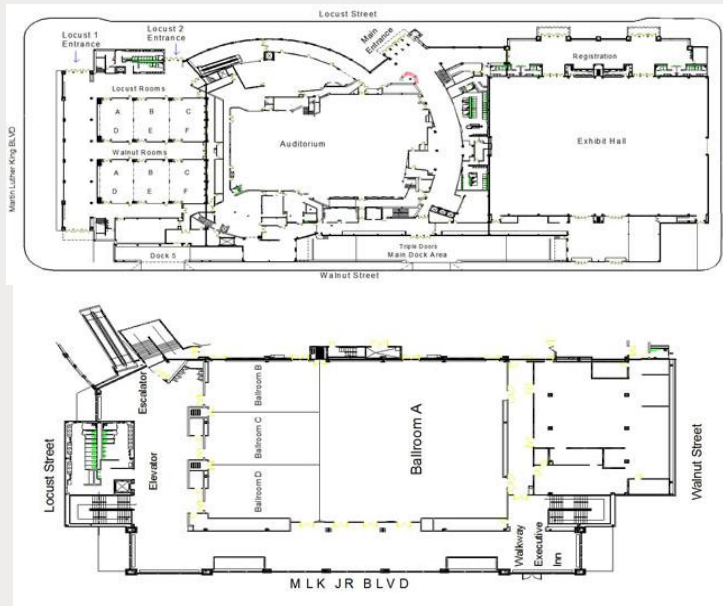 Locust Street
Locust 1
Entrance
Locust 2
Entrance
Main
Entrance
Registration
Locust Rooms
A B C
D E F
Walnut Rooms
A B C
D E F
Auditorium
Exhibit Hall
Martin Luther King BLVD
Dock 5
Triple Doors
Main Dock Area
Walnut Street
Escalator
Elevator
Locust Street
Ballroom B
Ballroom C
Ballroom D
Ballroom A
Walnut Street
Walkway
Executive
Inn
MLK JR BLVD